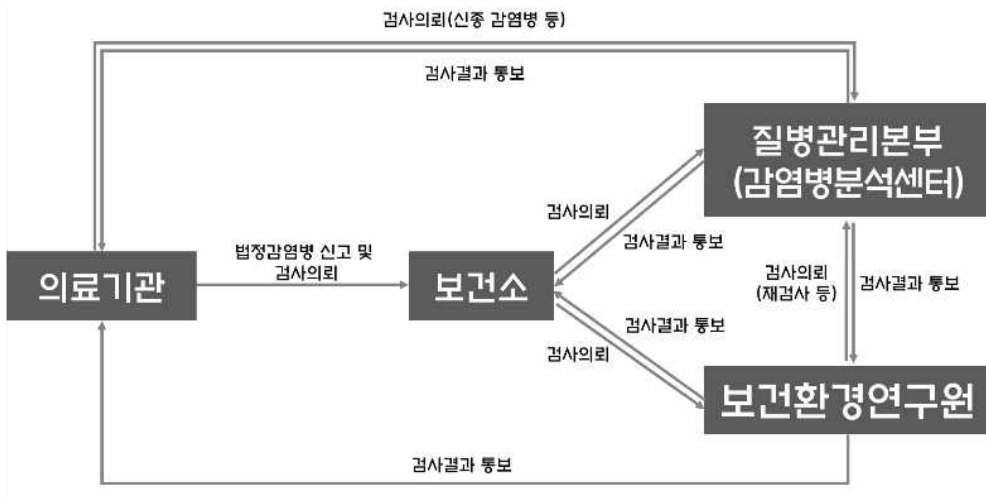 검사의뢰(신종 감염병 등)
검사결과 통보
질병관리본부
(감염병분석센터)
검사의뢰
검사결과 통보
법정감염병 신고 및
검사의뢰
의료기관
보건소
검사의뢰
(재검사 등)
검사결과 통보
검사결과 통보
검사의뢰
보건환경연구원
검사결과 통보